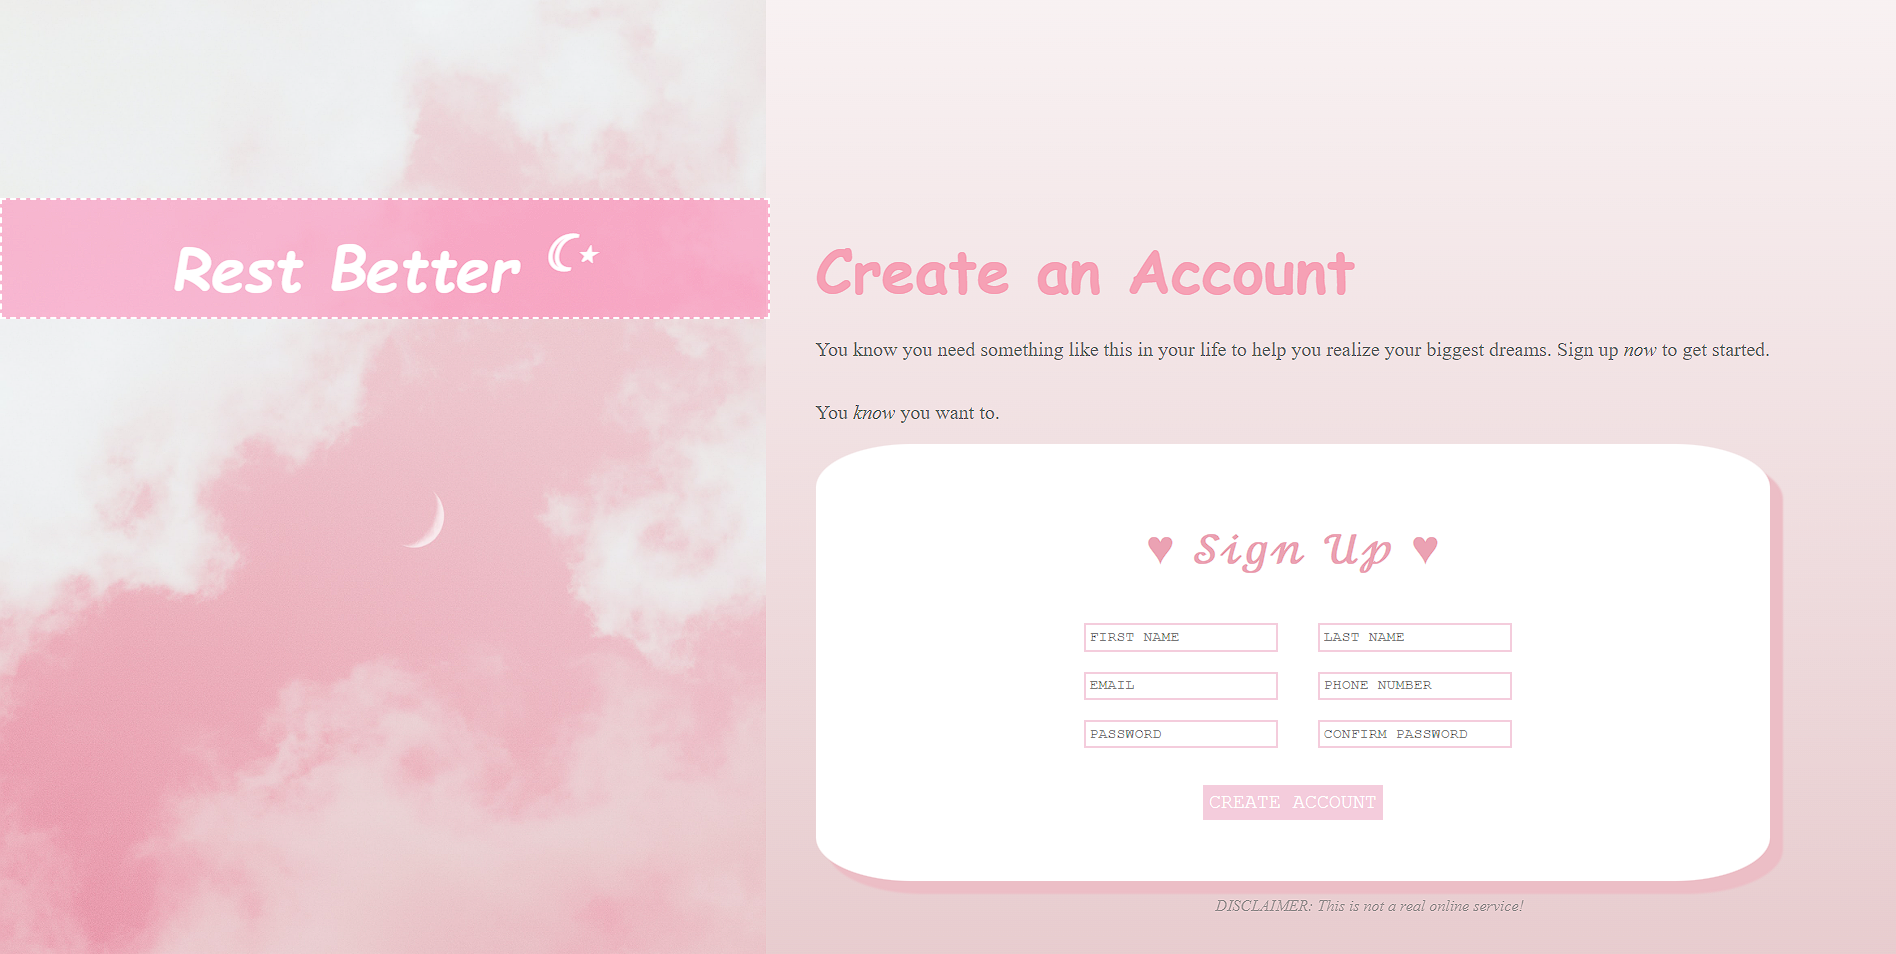 Rest Better ☾⋆
Create an Account
You know you need something like this in your life to help you realize your biggest dreams. Sign up now to get started.
You know you want to.
♥ Sign Up ♥
FIRST NAME
LAST NAME
EMAIL
PHONE NUMBER
PASSWORD
CONFIRM PASSWORD
CREATE ACCOUNT
DISCLAIMER: This is not a real online service!